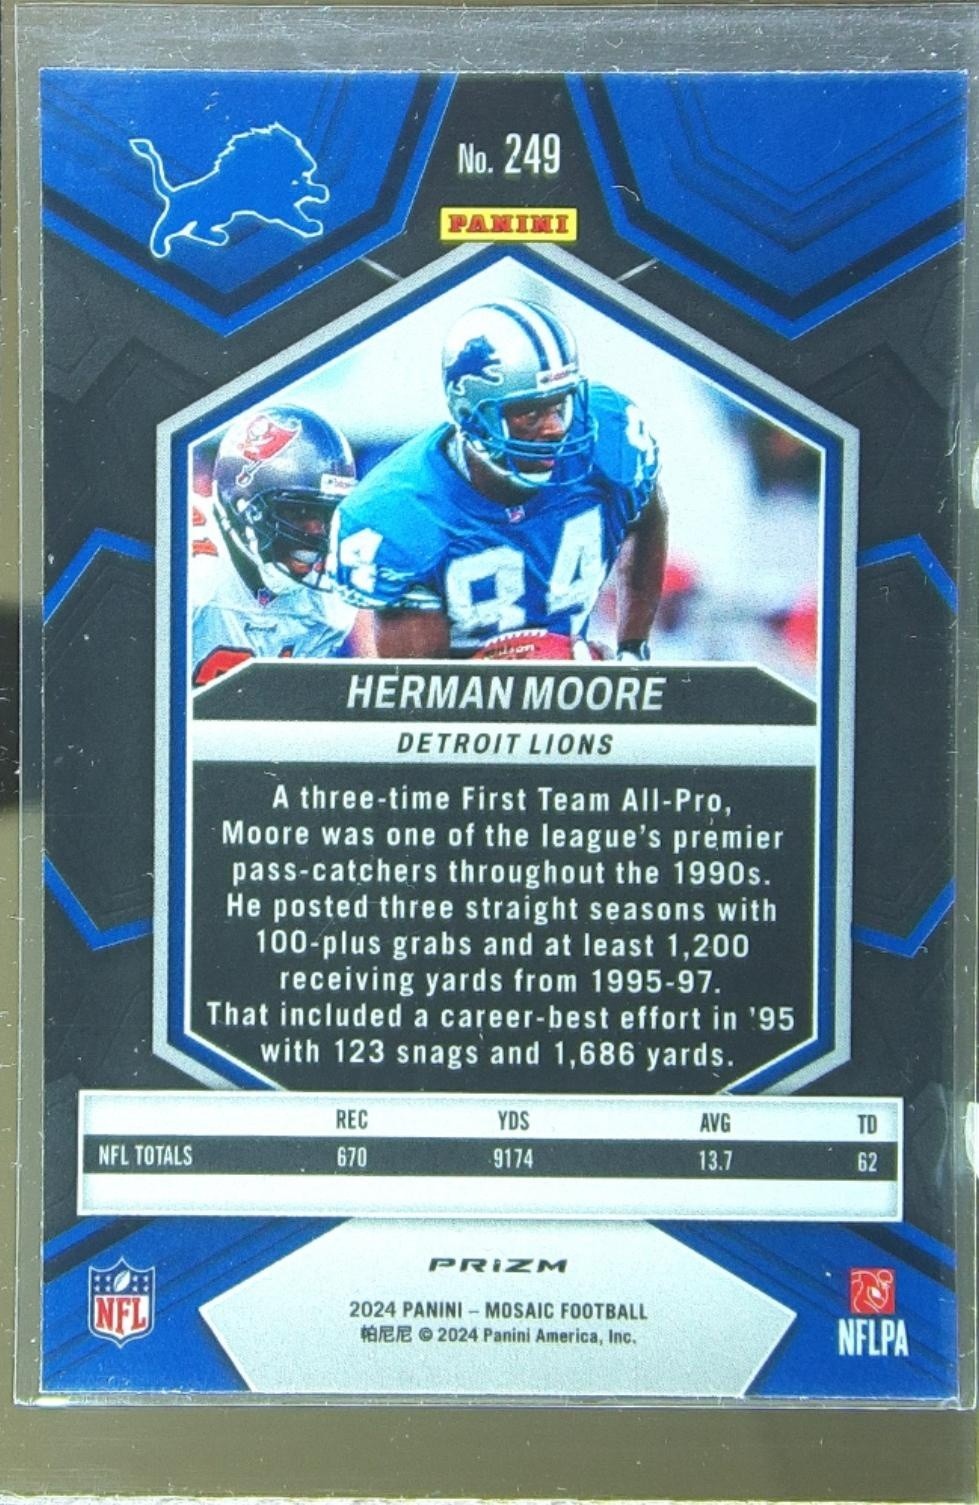 No. 249
PANINI
84
84
4
Wilson
HERMAN MOORE
DETROIT LIONS
A three-time First Team All-Pro,
Moore was one of the league's premier
pass-catchers throughout the 1990s.
He posted three straight seasons with
100-plus grabs and at least 1,200
receiving yards from 1995-97.
That included a career-best effort in '95
with 123 snags and 1,686 yards.
REC YDS AVG TD
NFL TOTALS 670 9174 13.7 62
PRIZM
2024 PANINI – MOSAIC FOOTBALL
帕尼尼 © 2024 Panini America, Inc.
NFL
NFLPA